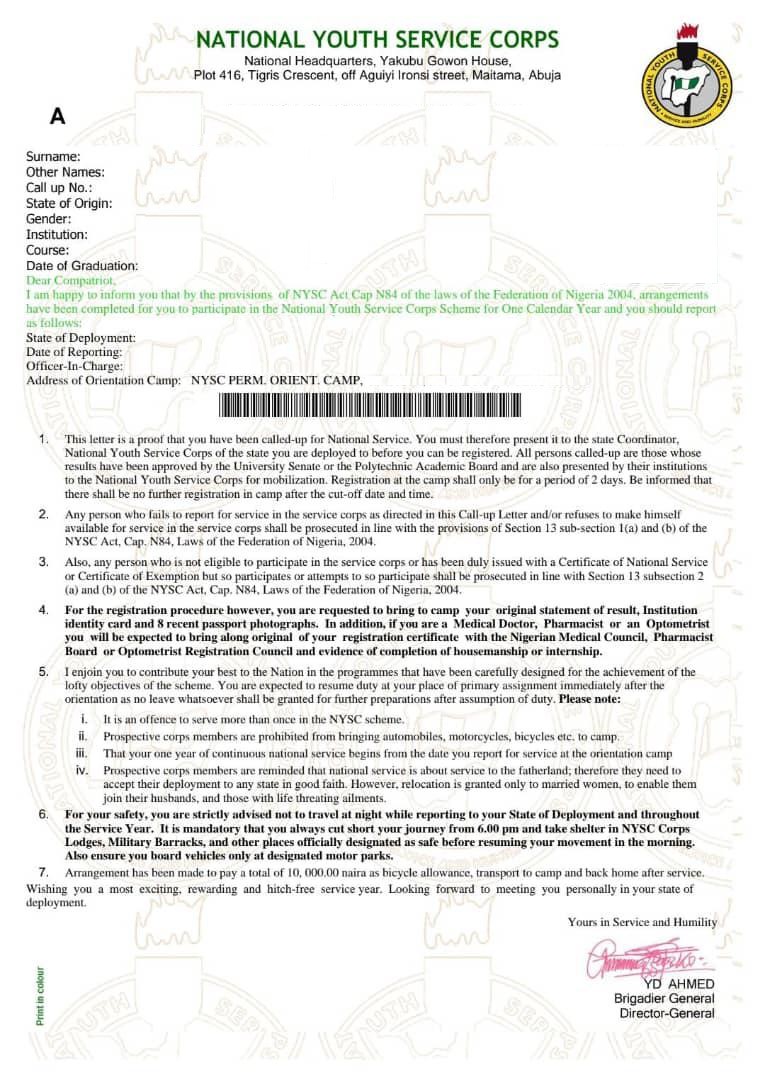 NATIONAL YOUTH SERVICE CORPS
National Headquarters, Yakubu Gowon House,
Plot 416, Tigris Crescent, off Aguiyi Ironsi street, Maitama, Abuja
NATIONAL YOUTH SERVICE CORPS
SERVICE AND HUMILITY
A
Surname:
Other Names:
Call up No.:
State of Origin:
Gender:
Institution:
Course:
Date of Graduation:
Dear Compatriot,
I am happy to inform you that by the provisions of NYSC Act Cap N84 of the laws of the Federation of Nigeria 2004, arrangements
have been completed for you to participate in the National Youth Service Corps Scheme for One Calendar Year and you should report
as follows:
State of Deployment:
Date of Reporting:
Officer-In-Charge:
Address of Orientation Camp: NYSC PERM. ORIENT. CAMP,
1. This letter is a proof that you have been called-up for National Service. You must therefore present it to the state Coordinator,
National Youth Service Corps of the state you are deployed to before you can be registered. All persons called-up are those whose
results have been approved by the University Senate or the Polytechnic Academic Board and are also presented by their institutions
to the National Youth Service Corps for mobilization. Registration at the camp shall only be for a period of 2 days. Be informed that
there shall be no further registration in camp after the cut-off date and time.
2. Any person who fails to report for service in the service corps as directed in this Call-up Letter and/or refuses to make himself
available for service in the service corps shall be prosecuted in line with the provisions of Section 13 sub-section 1(a) and (b) of the
NYSC Act, Cap. N84, Laws of the Federation of Nigeria, 2004.
3. Also, any person who is not eligible to participate in the service corps or has been duly issued with a Certificate of National Service
or Certificate of Exemption but so participates or attempts to so participate shall be prosecuted in line with Section 13 subsection 2
(a) and (b) of the NYSC Act, Cap. N84, Laws of the Federation of Nigeria, 2004.
4. For the registration procedure however, you are requested to bring to camp your original statement of result, Institution
identity card and 8 recent passport photographs. In addition, if you are a Medical Doctor, Pharmacist or an Optometrist
you will be expected to bring along original of your registration certificate with the Nigerian Medical Council, Pharmacist
Board or Optometrist Registration Council and evidence of completion of housemanship or internship.
5. I enjoin you to contribute your best to the Nation in the programmes that have been carefully designed for the achievement of the
lofty objectives of the scheme. You are expected to resume duty at your place of primary assignment immediately after the
orientation as no leave whatsoever shall be granted for further preparations after assumption of duty. Please note:
i. It is an offence to serve more than once in the NYSC scheme.
ii. Prospective corps members are prohibited from bringing automobiles, motorcycles, bicycles etc. to camp.
iii. That your one year of continuous national service begins from the date you report for service at the orientation camp
iv. Prospective corps members are reminded that national service is about service to the fatherland; therefore they need to
accept their deployment to any state in good faith. However, relocation is granted only to married women, to enable them
join their husbands, and those with life threating ailments.
6. For your safety, you are strictly advised not to travel at night while reporting to your State of Deployment and throughout
the Service Year. It is mandatory that you always cut short your journey from 6.00 pm and take shelter in NYSC Corps
Lodges, Military Barracks, and other places officially designated as safe before resuming your movement in the morning.
Also ensure you board vehicles only at designated motor parks.
7. Arrangement has been made to pay a total of 10, 000.00 naira as bicycle allowance, transport to camp and back home after service.
Wishing you a most exciting, rewarding and hitch-free service year. Looking forward to meeting you personally in your state of
deployment.
Yours in Service and Humility
YD AHMED
Brigadier General
Director-General
Print in colour